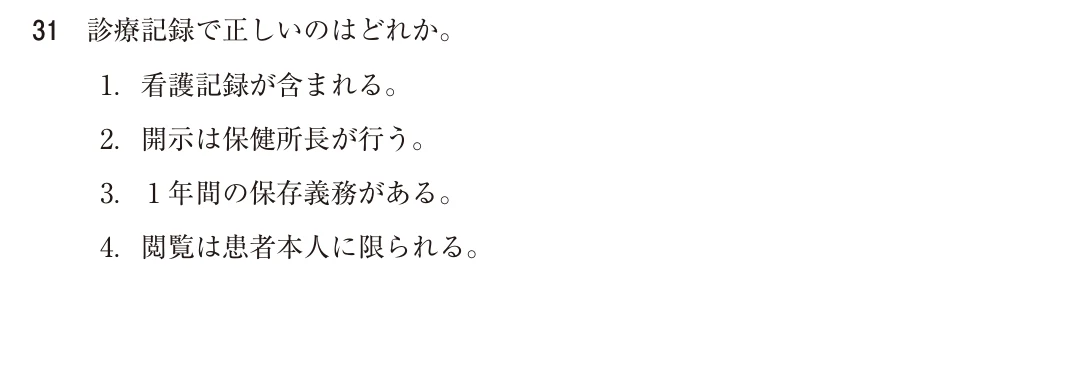 31 診療記録で正しいのはどれか。
1. 看護記録が含まれる。
2. 開示は保健所長が行う。
3. 1年間の保存義務がある。
4. 閲覧は患者本人に限られる。